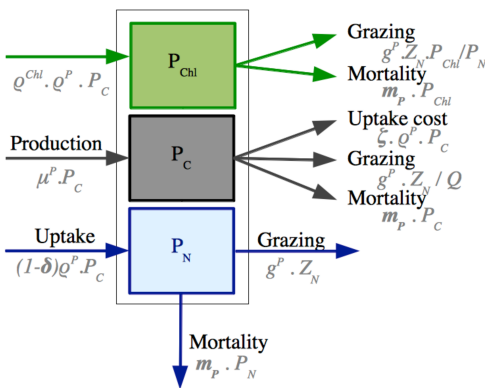 Grazing
g^P . Z_N . P_Chl / P_N
ϱ^Chl . ϱ^P . P_C
P_Chl
Mortality
m_P . P_Chl
Uptake cost
ζ . ϱ^P . P_C
Production
μ^P . P_C
P_C
Grazing
g^P . Z_N / Q
Mortality
m_P . P_C
Uptake
(1-δ)ϱ^P . P_C
P_N
Grazing
g^P . Z_N
Mortality
m_P . P_N